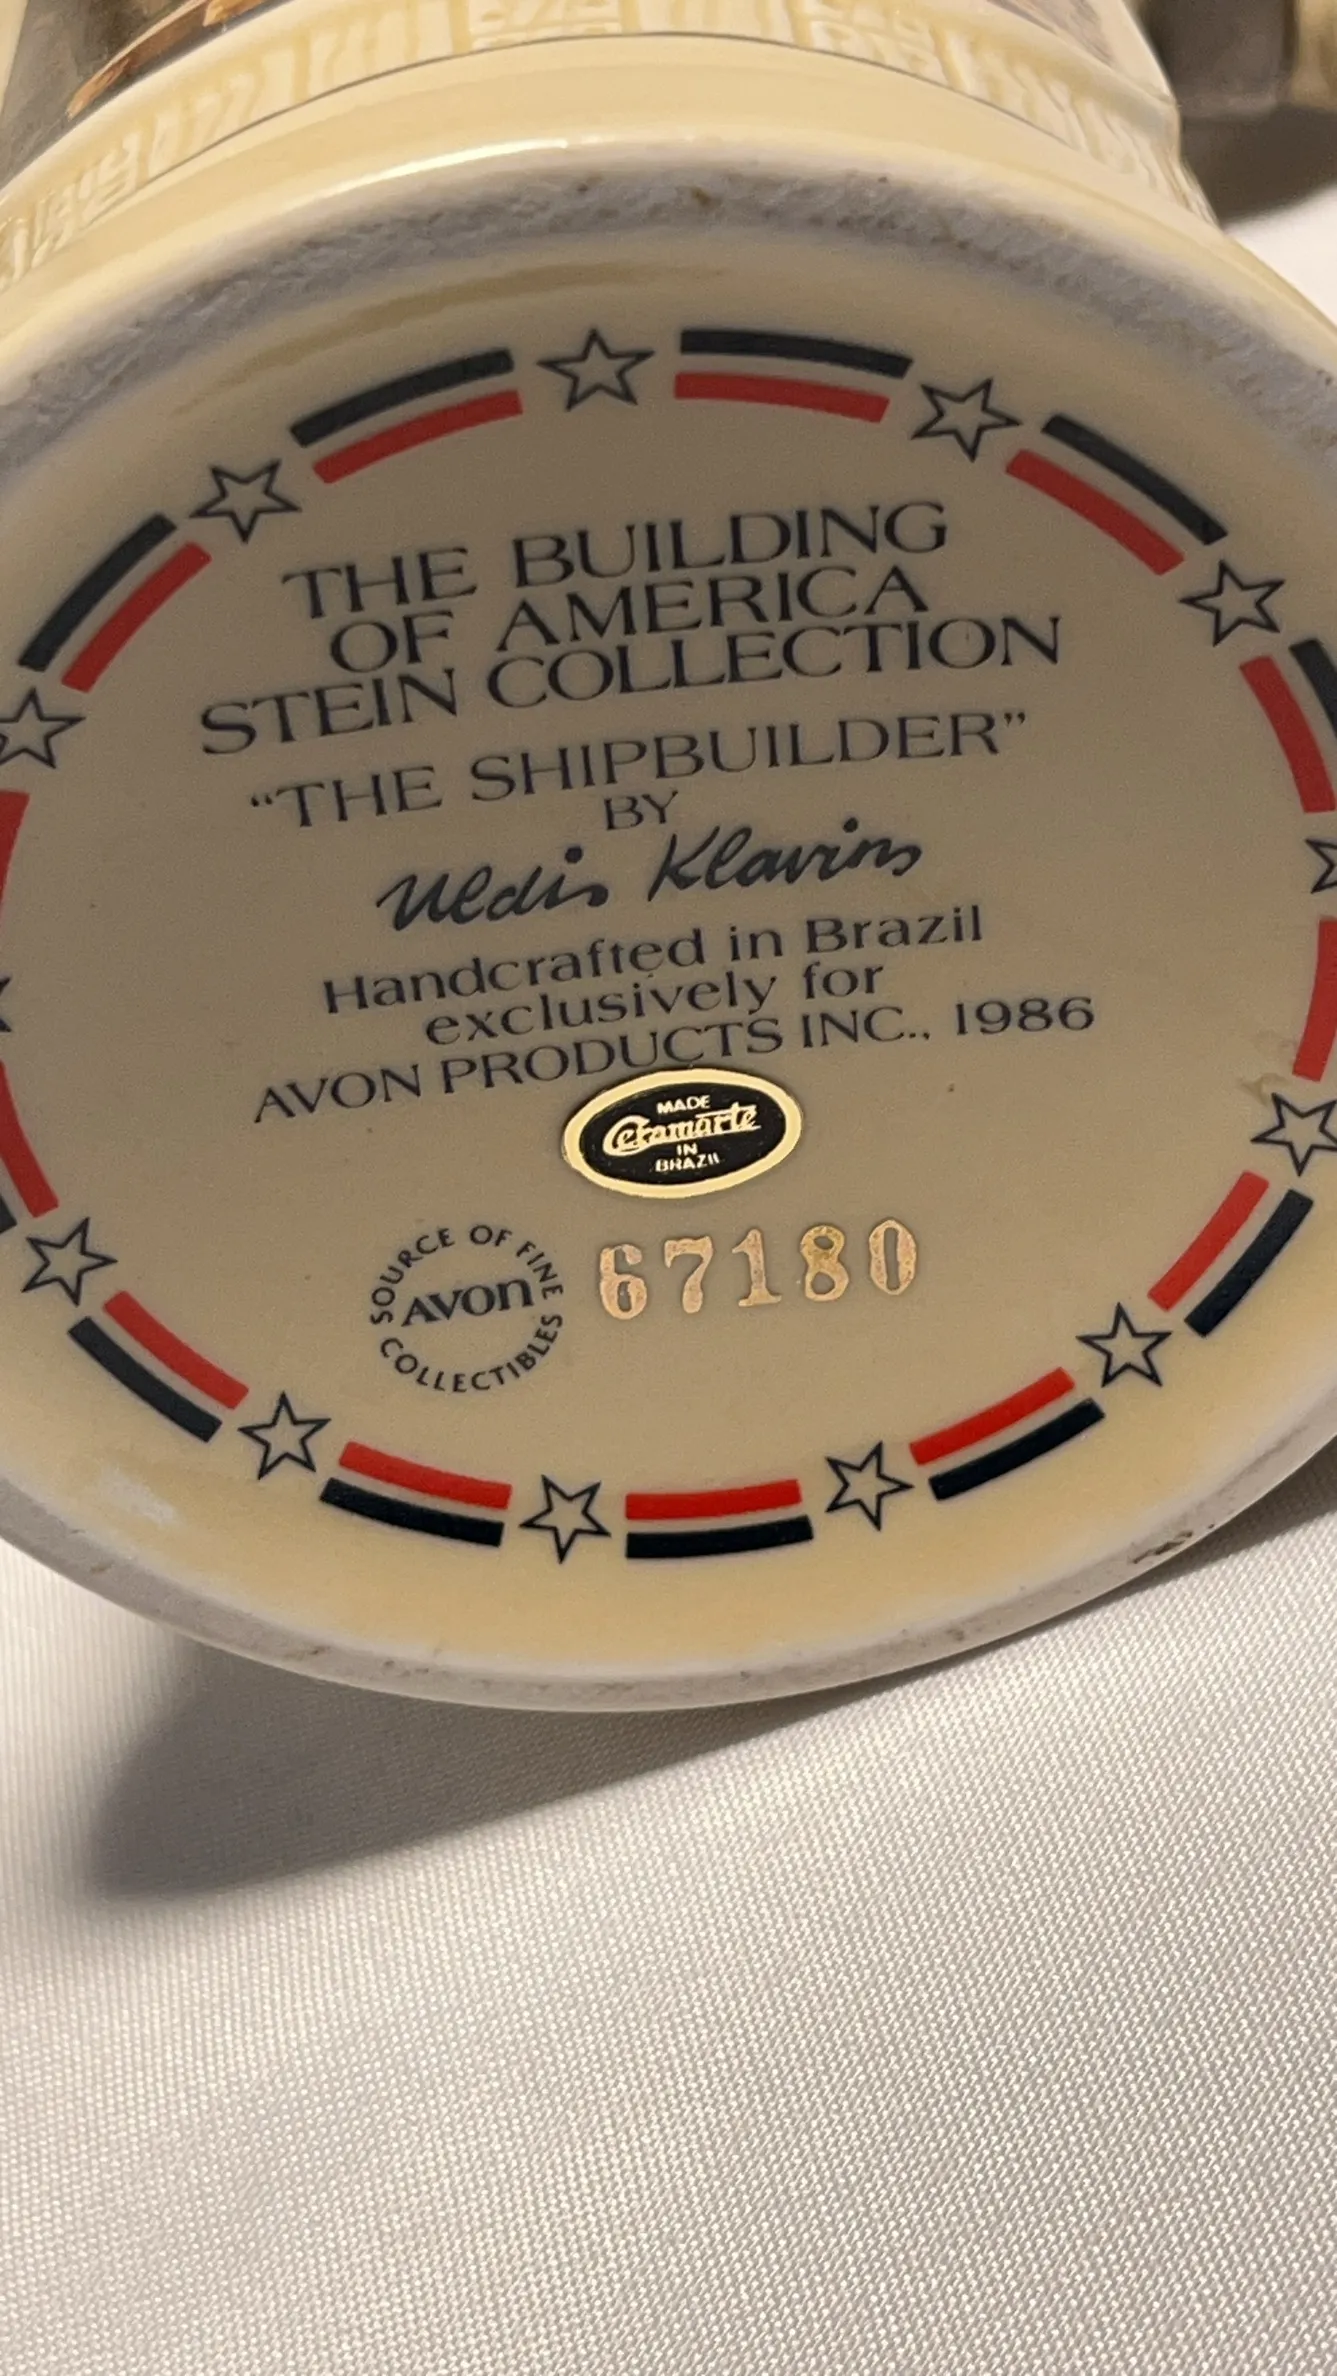 THE BUILDING
OF AMERICA
STEIN COLLECTION
“THE SHIPBUILDER”
BY
Uldis Klavins
Handcrafted in Brazil
exclusively for
AVON PRODUCTS INC., 1986
MADE
Ceramarte
IN
BRAZIL
SOURCE OF FINE
AVON
COLLECTIBLES
67180